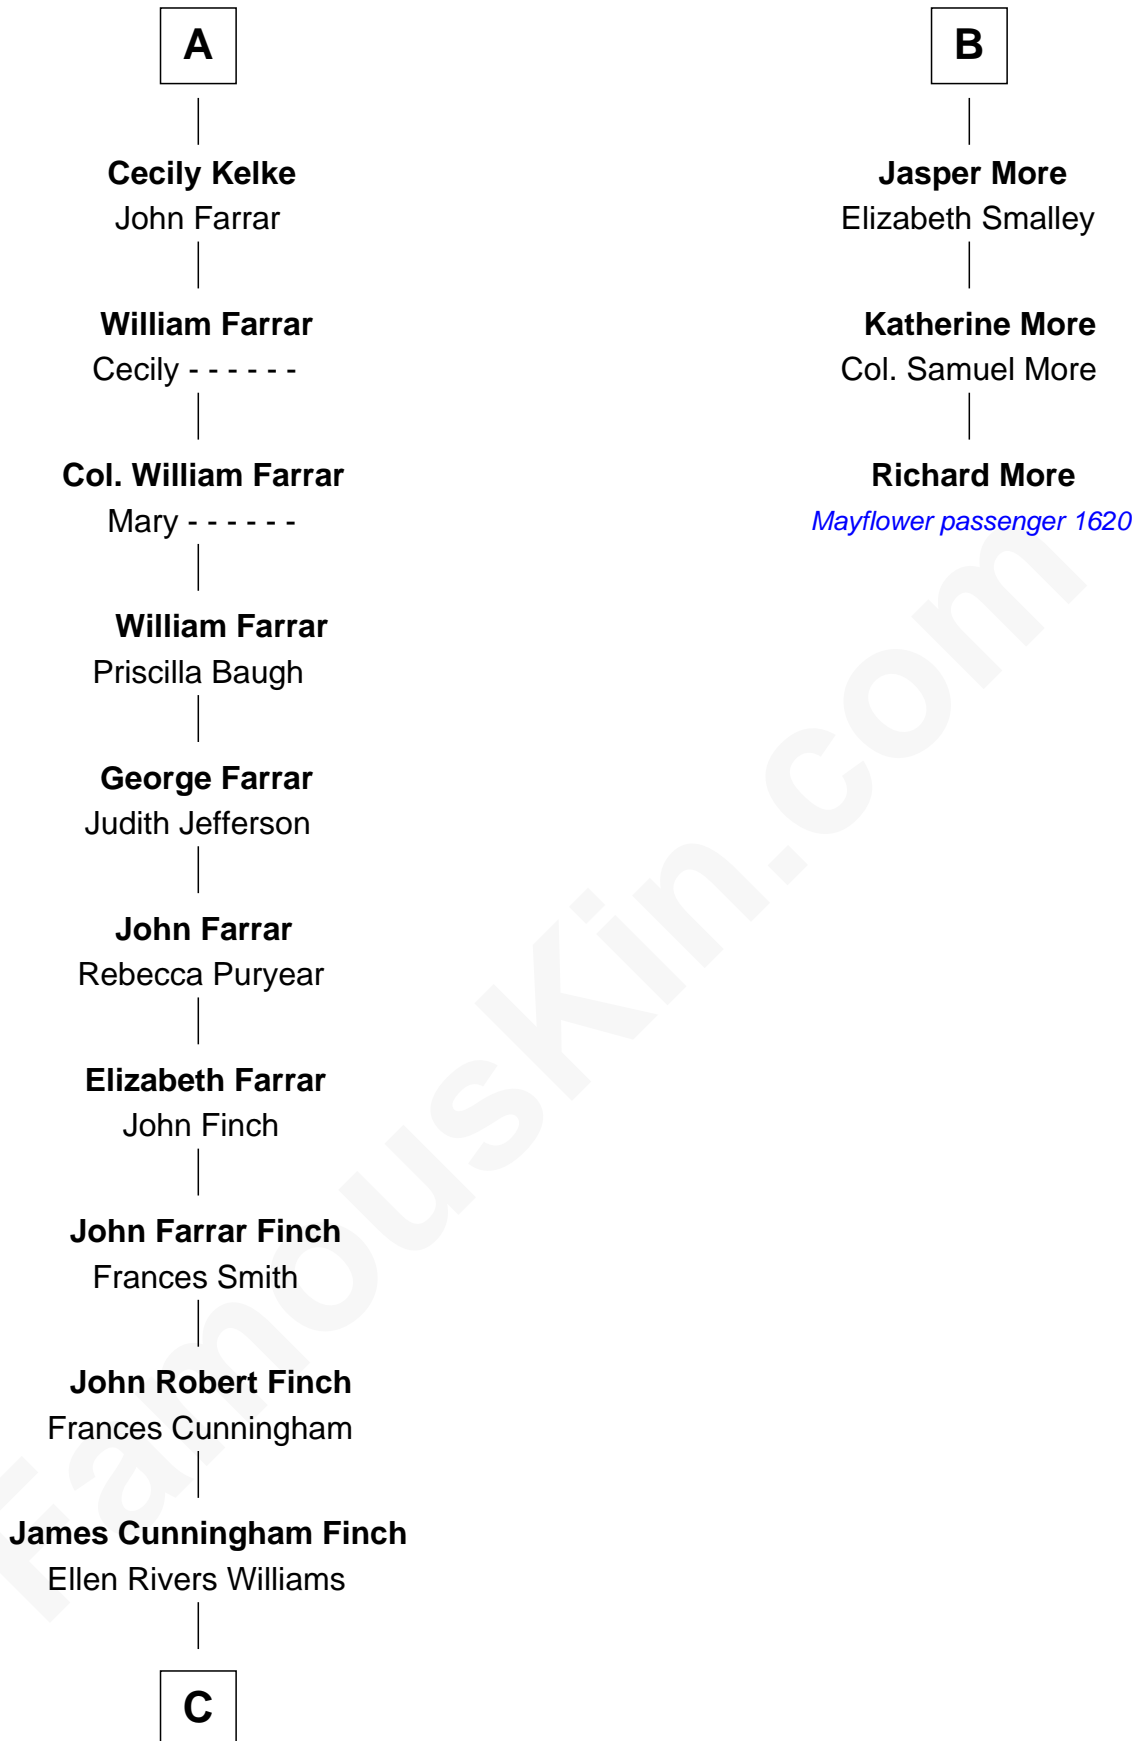 A
Cecily Kelke
John Farrar
William Farrar
Cecily - - - - - -
Col. William Farrar
Mary - - - - - -
William Farrar
Priscilla Baugh
George Farrar
Judith Jefferson
John Farrar
Rebecca Puryear
Elizabeth Farrar
John Finch
John Farrar Finch
Frances Smith
John Robert Finch
Frances Cunningham
James Cunningham Finch
Ellen Rivers Williams
C
B
Jasper More
Elizabeth Smalley
Katherine More
Col. Samuel More
Richard More
Mayflower passenger 1620
FamousKin.com